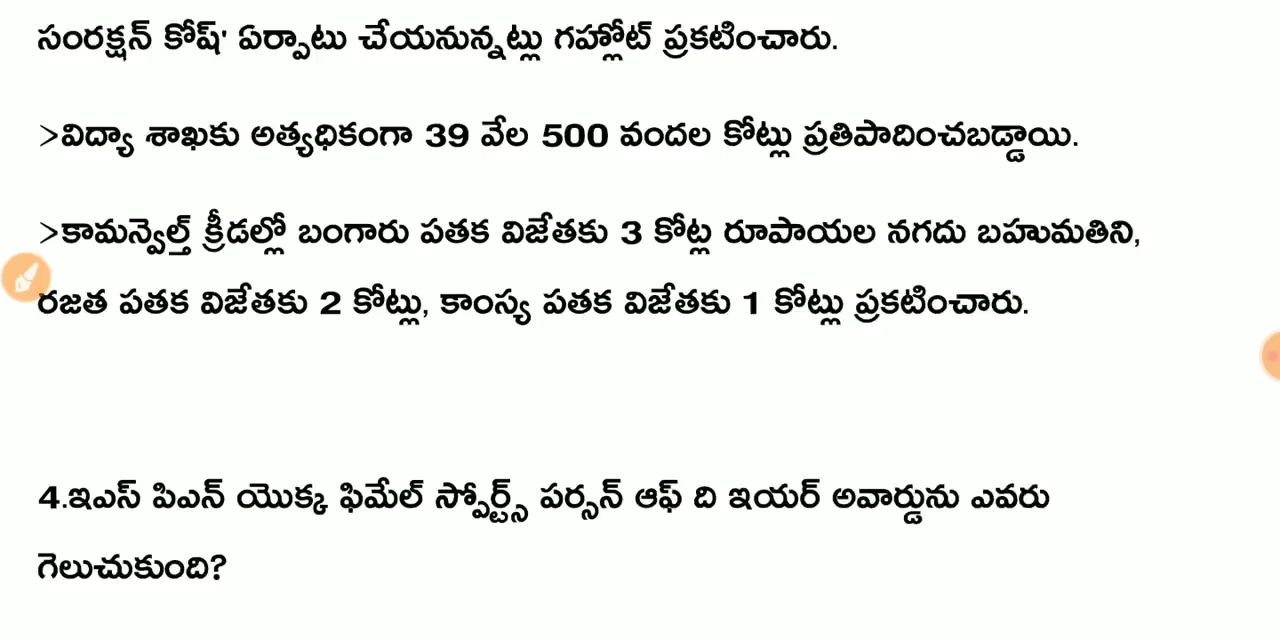 సంరక్షన్ కోష్' ఏర్పాటు చేయనున్నట్లు గహ్లోట్ ప్రకటించారు.
>విద్యా శాఖకు అత్యధికంగా 39 వేల 500 వందల కోట్లు ప్రతిపాదించబడ్డాయి.
>కామన్వెల్త్ క్రీడల్లో బంగారు పతక విజేతకు 3 కోట్ల రూపాయల నగదు బహుమతిని,
రజత పతక విజేతకు 2 కోట్లు, కాంస్య పతక విజేతకు 1 కోట్లు ప్రకటించారు.
4.ఇఎస్ పిఎన్ యొక్క ఫిమేల్ స్పోర్ట్స్ పర్సన్ ఆఫ్ ది ఇయర్ అవార్డును ఎవరు
గెలుచుకుంది?